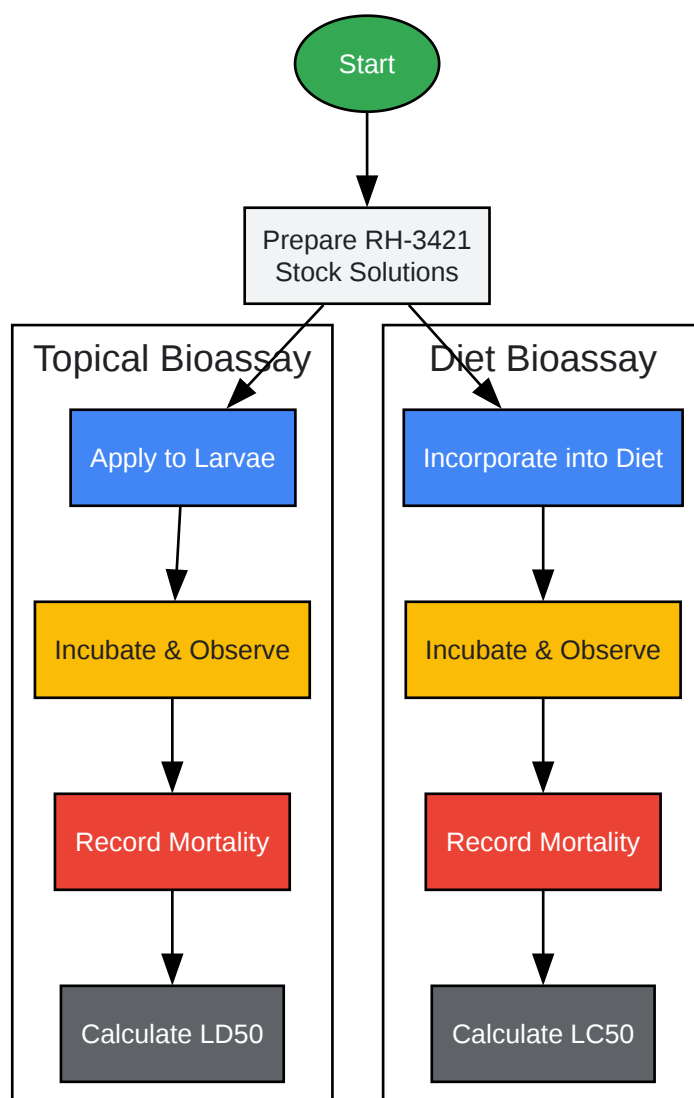 Start
Prepare RH-3421
Stock Solutions
Topical Bioassay
Apply to Larvae
Incubate & Observe
Record Mortality
Calculate LD50
Diet Bioassay
Incorporate into Diet
Incubate & Observe
Record Mortality
Calculate LC50